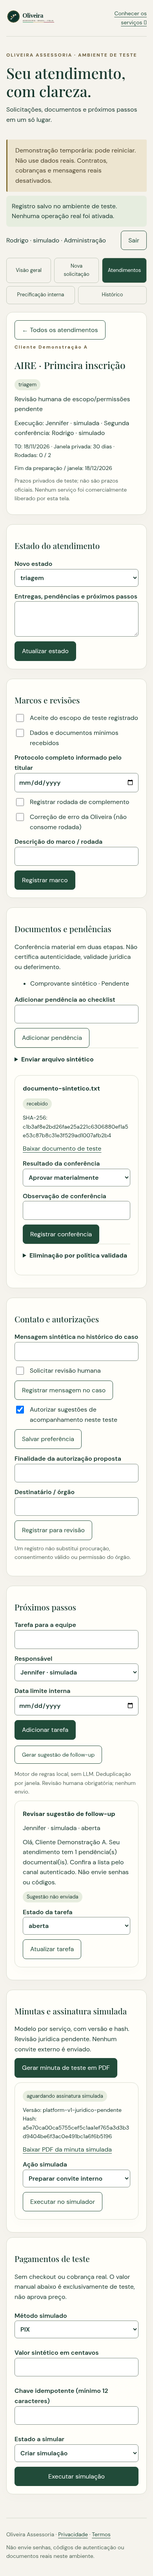 Oliveira
Conhecer os
serviços
OLIVEIRA ASSESSORIA · AMBIENTE DE TESTE
Seu atendimento,
com clareza.
Solicitações, documentos e próximos passos
em um só lugar.
Demonstração temporária: pode reiniciar.
Não use dados reais. Contratos,
cobranças e mensagens reais
desativados.
Registro salvo no ambiente de teste.
Nenhuma operação real foi ativada.
Rodrigo · simulado · Administração
Sair
Visão geral
Nova
solicitação
Atendimentos
Precificação interna
Histórico
← Todos os atendimentos
Cliente Demonstração A
AIRE · Primeira inscrição
triagem
Revisão humana de escopo/permissões
pendente
Execução: Jennifer · simulada · Segunda
conferência: Rodrigo · simulado
T0: 18/11/2026 · Janela privada: 30 dias ·
Rodadas: 0 / 2
Fim da preparação / janela: 18/12/2026
Prazos privados de teste; não são prazos
oficiais. Nenhum serviço foi comercialmente
liberado por esta tela.
Estado do atendimento
Novo estado
triagem
Entregas, pendências e próximos passos
Atualizar estado
Marcos e revisões
Aceite do escopo de teste registrado
Dados e documentos mínimos
recebidos
Protocolo completo informado pelo
titular
mm/dd/yyyy
Registrar rodada de complemento
Correção de erro da Oliveira (não
consome rodada)
Descrição do marco / rodada
Registrar marco
Documentos e pendências
Conferência material em duas etapas. Não
certifica autenticidade, validade jurídica
ou deferimento.
• Comprovante sintético · Pendente
Adicionar pendência ao checklist
Adicionar pendência
Enviar arquivo sintético
documento-sintetico.txt
recebido
SHA-256:
Baixar documento de teste
Resultado da conferência
Aprovar materialmente
Observação de conferência
Registrar conferência
Eliminação por política validada
Contato e autorizações
Mensagem sintética no histórico do caso
Solicitar revisão humana
Registrar mensagem no caso
Autorizar sugestões de
acompanhamento neste teste
Salvar preferência
Finalidade da autorização proposta
Destinatário / órgão
Registrar para revisão
Um registro não substitui procuração,
consentimento válido ou permissão do órgão.
Próximos passos
Tarefa para a equipe
Responsável
Jennifer · simulada
Data limite interna
mm/dd/yyyy
Adicionar tarefa
Gerar sugestão de follow-up
Motor de regras local, sem LLM. Deduplicação
por janela. Revisão humana obrigatória; nenhum
envio.
Revisar sugestão de follow-up
Jennifer · simulada · aberta
Olá, Cliente Demonstração A. Seu
atendimento tem 1 pendência(s)
documental(is). Confira a lista pelo
canal autenticado. Não envie senhas
ou códigos.
Sugestão não enviada
Estado da tarefa
aberta
Atualizar tarefa
Minutas e assinatura simulada
Modelo por serviço, com versão e hash.
Revisão jurídica pendente. Nenhum
convite externo é enviado.
Gerar minuta de teste em PDF
aguardando assinatura simulada
Versão: platform-v1-juridico-pendente
Hash:
Baixar PDF da minuta simulada
Ação simulada
Preparar convite interno
Executar no simulador
Pagamentos de teste
Sem checkout ou cobrança real. O valor
manual abaixo é exclusivamente de teste,
não aprova preço.
Método simulado
PIX
Valor sintético em centavos
Chave idempotente (mínimo 12
caracteres)
Estado a simular
Criar simulação
Executar simulação
Oliveira Assessoria · Privacidade · Termos
Não envie senhas, códigos de autenticação ou
documentos reais neste ambiente.